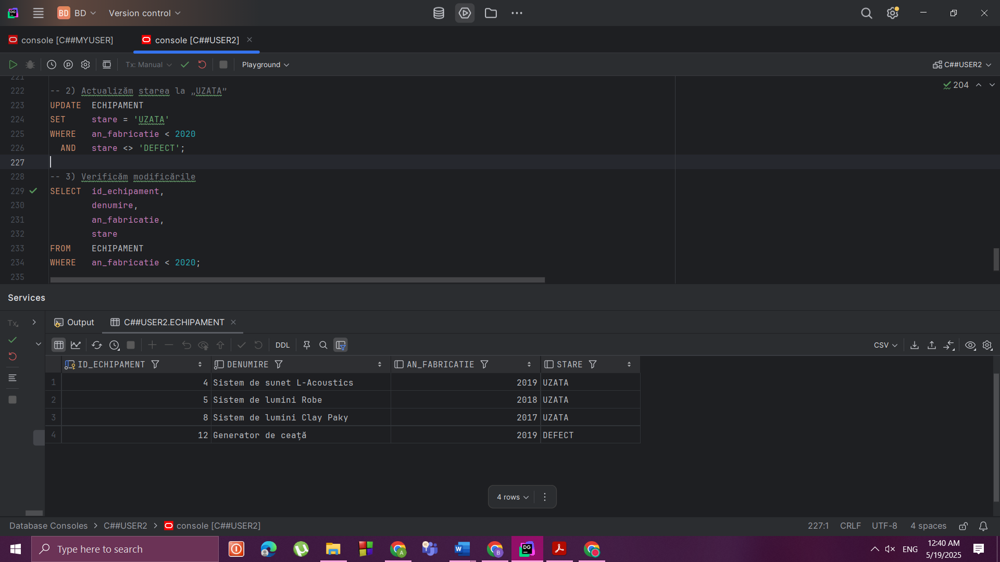 BD BD Version control
console [C##MYUSER] console [C##USER2]
Tx: Manual Playground C##USER2
221
222 -- 2) Actualizăm starea la „UZATA” 204
223 UPDATE ECHIPAMENT
224 SET stare = 'UZATA'
225 WHERE an_fabricatie < 2020
226 AND stare <> 'DEFECT';
227
228 -- 3) Verificăm modificările
229 SELECT id_echipament,
230 denumire,
231 an_fabricatie,
232 stare
233 FROM ECHIPAMENT
234 WHERE an_fabricatie < 2020;
235
Services
Tx Output C##USER2.ECHIPAMENT
DDL CSV
ID_ECHIPAMENT DENUMIRE AN_FABRICATIE STARE
1 4 Sistem de sunet L-Acoustics 2019 UZATA
2 5 Sistem de lumini Robe 2018 UZATA
3 8 Sistem de lumini Clay Paky 2017 UZATA
4 12 Generator de ceață 2019 DEFECT
4 rows
Database Consoles > C##USER2 > console [C##USER2] 227:1 CRLF UTF-8 4 spaces
Type here to search ENG 12:40 AM
5/19/2025